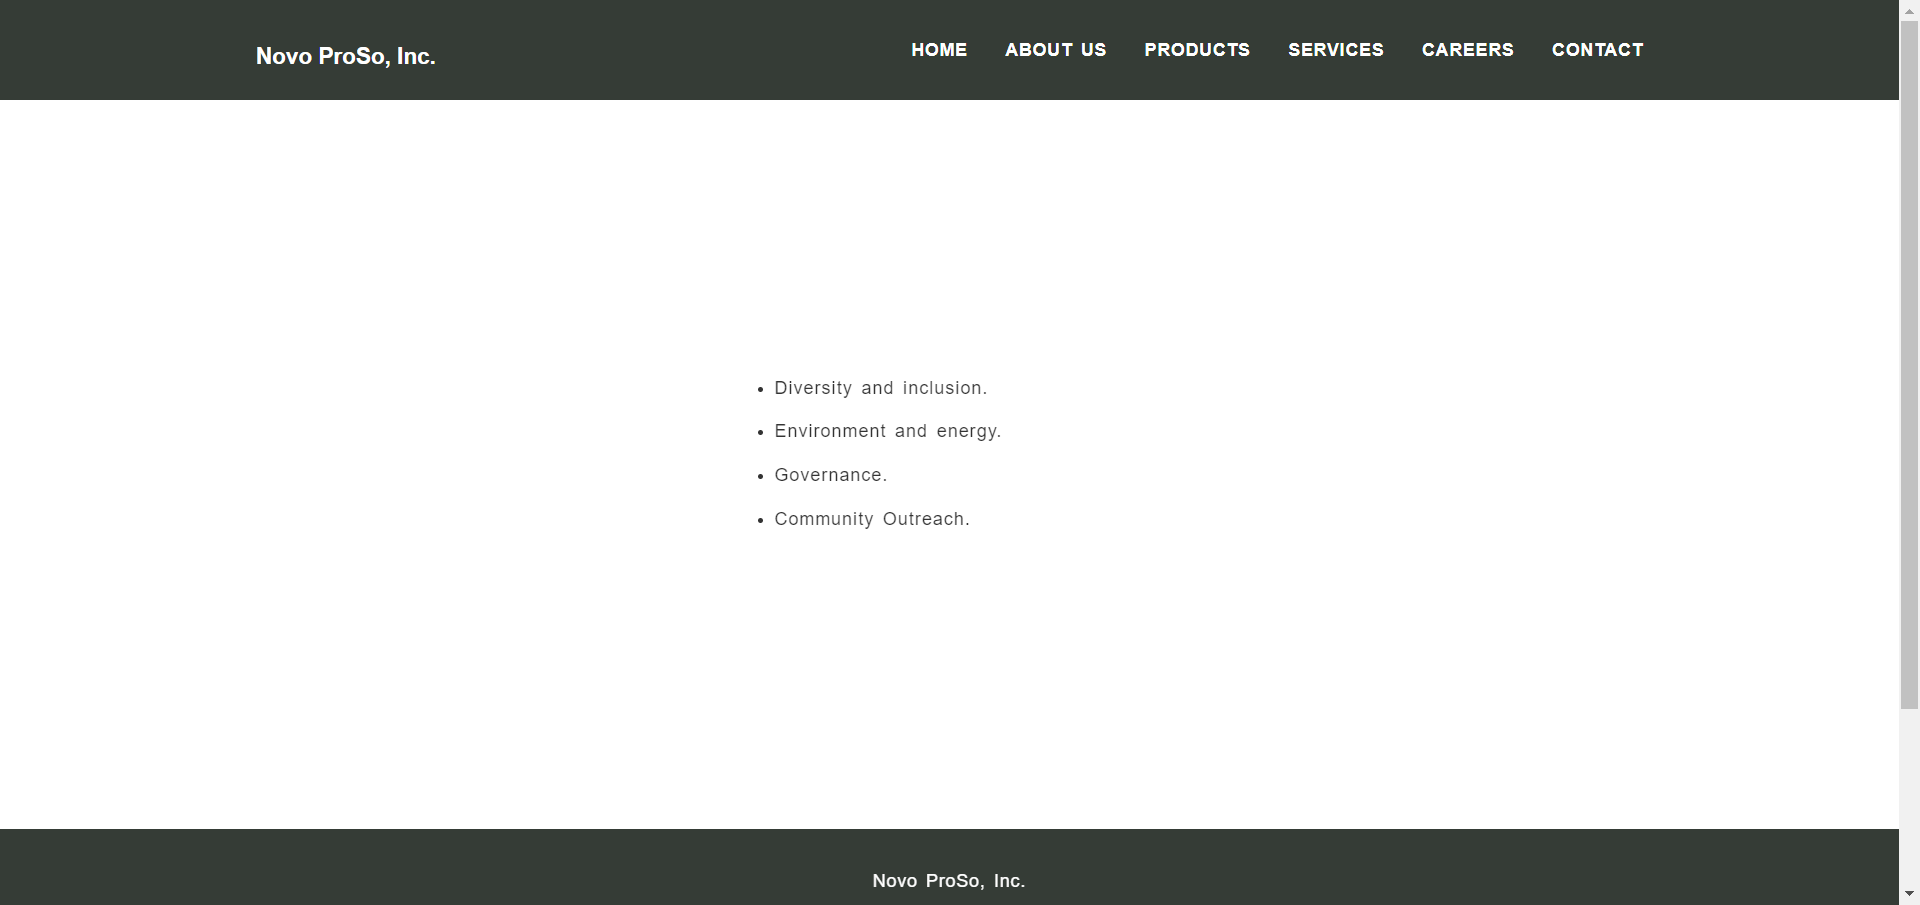 Novo ProSo, Inc.
HOME ABOUT US PRODUCTS SERVICES CAREERS CONTACT
Diversity and inclusion.
Environment and energy.
Governance.
Community Outreach.
Novo ProSo, Inc.